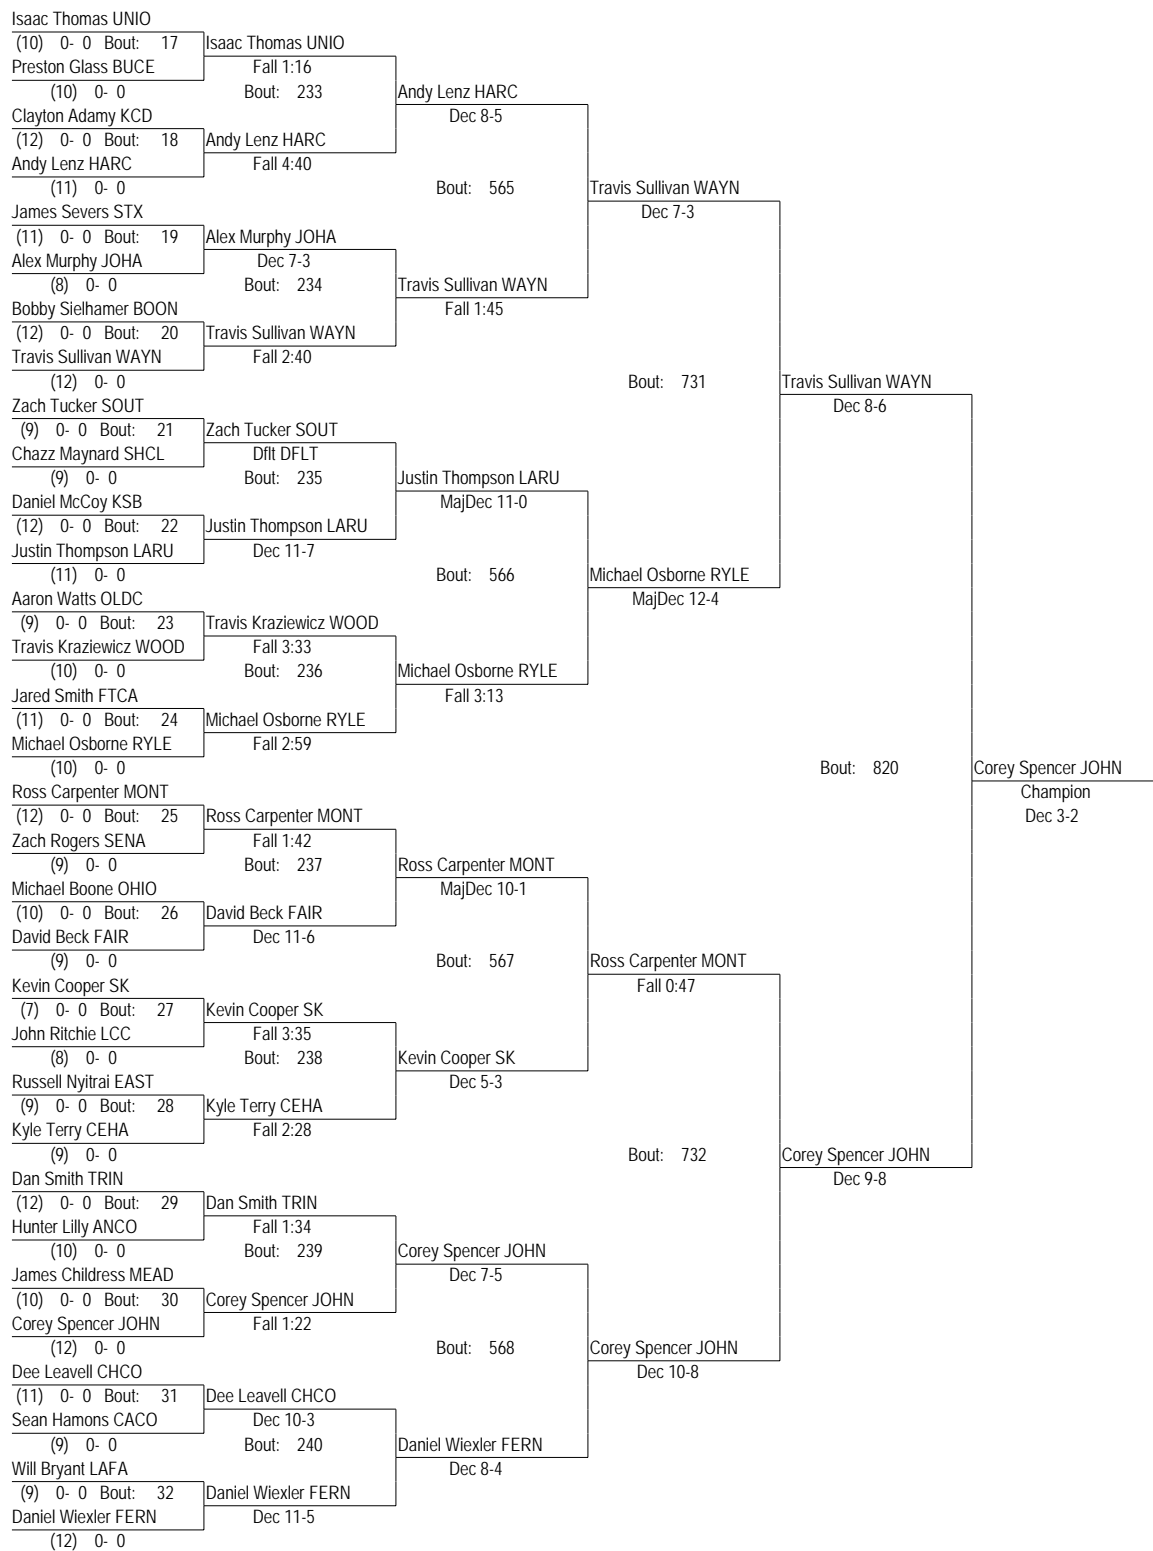 Isaac Thomas UNIO
(10) 0- 0 Bout: 17 Isaac Thomas UNIO
Preston Glass BUCE Fall 1:16
(10) 0- 0 Bout: 233 Andy Lenz HARC
Clayton Adamy KCD Dec 8-5
(12) 0- 0 Bout: 18 Andy Lenz HARC
Andy Lenz HARC Fall 4:40
(11) 0- 0 Bout: 565 Travis Sullivan WAYN
James Severs STX Dec 7-3
(11) 0- 0 Bout: 19 Alex Murphy JOHA
Alex Murphy JOHA Dec 7-3
(8) 0- 0 Bout: 234 Travis Sullivan WAYN
Bobby Sielhamer BOON Fall 1:45
(12) 0- 0 Bout: 20 Travis Sullivan WAYN
Travis Sullivan WAYN Fall 2:40
(12) 0- 0 Bout: 731 Travis Sullivan WAYN
Zach Tucker SOUT Dec 8-6
(9) 0- 0 Bout: 21 Zach Tucker SOUT
Chazz Maynard SHCL Dflt DFLT
(9) 0- 0 Bout: 235 Justin Thompson LARU
Daniel McCoy KSB MajDec 11-0
(12) 0- 0 Bout: 22 Justin Thompson LARU
Justin Thompson LARU Dec 11-7
(11) 0- 0 Bout: 566 Michael Osborne RYLE
Aaron Watts OLDC MajDec 12-4
(9) 0- 0 Bout: 23 Travis Kraziewicz WOOD
Travis Kraziewicz WOOD Fall 3:33
(10) 0- 0 Bout: 236 Michael Osborne RYLE
Jared Smith FTCA Fall 3:13
(11) 0- 0 Bout: 24 Michael Osborne RYLE
Michael Osborne RYLE Fall 2:59
(10) 0- 0 Bout: 820 Corey Spencer JOHN
Ross Carpenter MONT Champion
(12) 0- 0 Bout: 25 Ross Carpenter MONT Dec 3-2
Zach Rogers SENA Fall 1:42
(9) 0- 0 Bout: 237 Ross Carpenter MONT
Michael Boone OHIO MajDec 10-1
(10) 0- 0 Bout: 26 David Beck FAIR
David Beck FAIR Dec 11-6
(9) 0- 0 Bout: 567 Ross Carpenter MONT
Kevin Cooper SK Fall 0:47
(7) 0- 0 Bout: 27 Kevin Cooper SK
John Ritchie LCC Fall 3:35
(8) 0- 0 Bout: 238 Kevin Cooper SK
Russell Nyitrai EAST Dec 5-3
(9) 0- 0 Bout: 28 Kyle Terry CEHA
Kyle Terry CEHA Fall 2:28
(9) 0- 0 Bout: 732 Corey Spencer JOHN
Dan Smith TRIN Dec 9-8
(12) 0- 0 Bout: 29 Dan Smith TRIN
Hunter Lilly ANCO Fall 1:34
(10) 0- 0 Bout: 239 Corey Spencer JOHN
James Childress MEAD Dec 7-5
(10) 0- 0 Bout: 30 Corey Spencer JOHN
Corey Spencer JOHN Fall 1:22
(12) 0- 0 Bout: 568 Corey Spencer JOHN
Dee Leavell CHCO Dec 10-8
(11) 0- 0 Bout: 31 Dee Leavell CHCO
Sean Hamons CACO Dec 10-3
(9) 0- 0 Bout: 240 Daniel Wiexler FERN
Will Bryant LAFA Dec 8-4
(9) 0- 0 Bout: 32 Daniel Wiexler FERN
Daniel Wiexler FERN Dec 11-5
(12) 0- 0